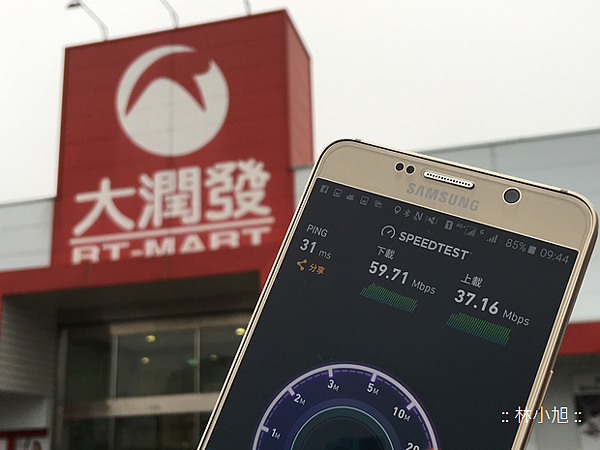 大潤發
RT-MART
SAMSUNG
85% 09:44
SPEEDTEST
PING
31 ms
分享
下載
59.71 Mbps
上載
37.16 Mbps
1M
2M
3M
5M
10M
20
:: 林小旭 ::